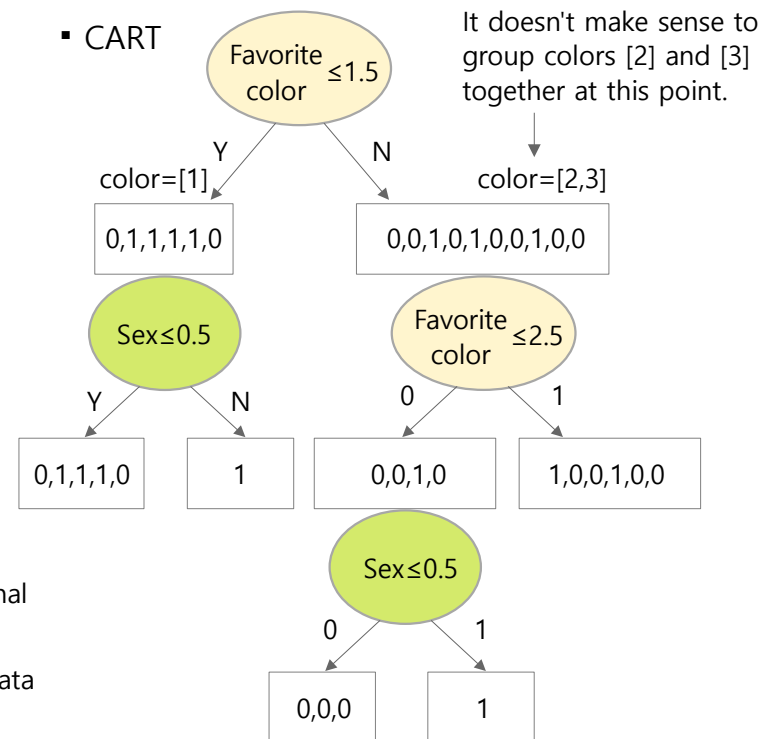 ▪ CART
It doesn't make sense to
group colors [2] and [3]
together at this point.
Favorite
color
≤1.5
Y
N
color=[1]
color=[2,3]
0,1,1,1,1,0
0,0,1,0,1,0,0,1,0,0
Sex≤0.5
Favorite
color
≤2.5
Y
N
0
1
0,1,1,1,0
1
0,0,1,0
1,0,0,1,0,0
Sex≤0.5
nal
0
1
ata
0,0,0
1